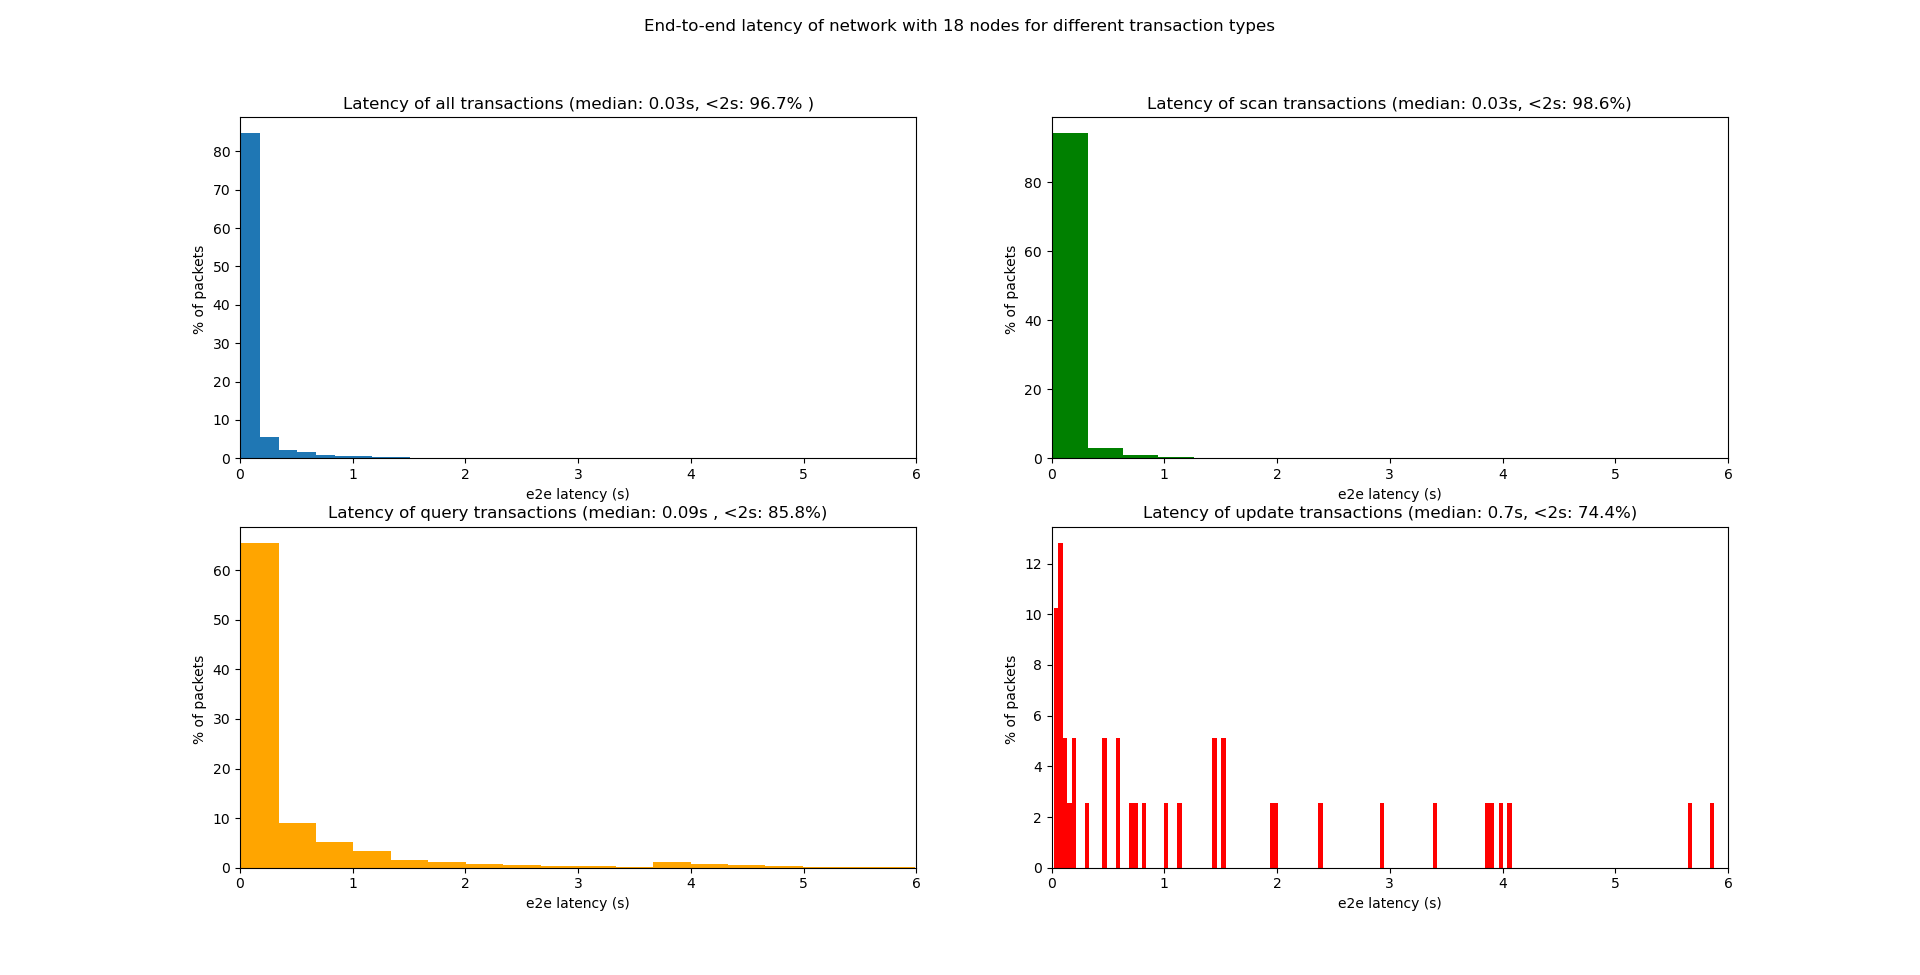 End-to-end latency of network with 18 nodes for different transaction types
Latency of all transactions (median: 0.03s, <2s: 96.7% )
% of packets
80
70
60
50
40
30
20
10
0
0 1 2 3 4 5 6
e2e latency (s)
Latency of scan transactions (median: 0.03s, <2s: 98.6%)
% of packets
80
60
40
20
0
0 1 2 3 4 5 6
e2e latency (s)
Latency of query transactions (median: 0.09s , <2s: 85.8%)
% of packets
60
50
40
30
20
10
0
0 1 2 3 4 5 6
e2e latency (s)
Latency of update transactions (median: 0.7s, <2s: 74.4%)
% of packets
12
10
8
6
4
2
0
0 1 2 3 4 5 6
e2e latency (s)